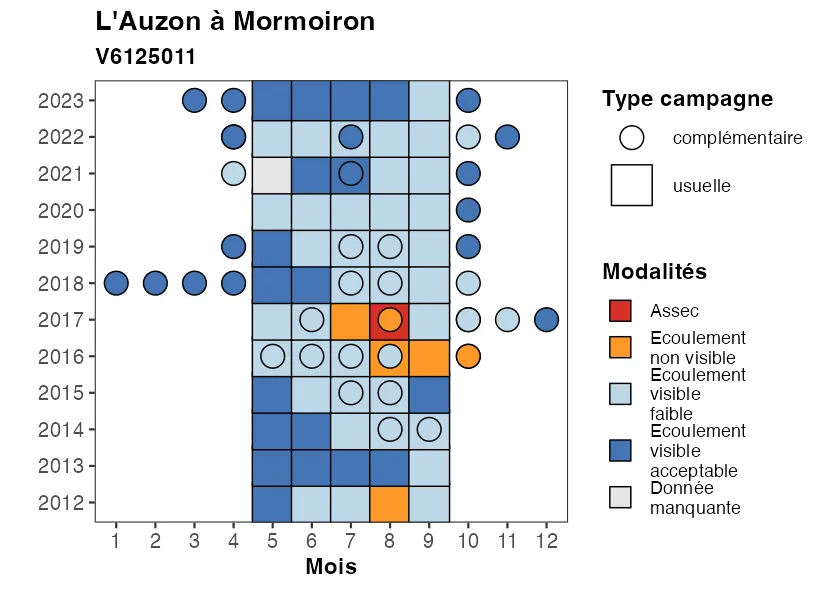 L'Auzon à Mormoiron
V6125011
2023
2022
2021
2020
2019
2018
2017
2016
2015
2014
2013
2012
1 2 3 4 5 6 7 8 9 10 11 12
Mois
Type campagne
complémentaire
usuelle
Modalités
Assec
Ecoulement
non visible
Ecoulement
visible
faible
Ecoulement
visible
acceptable
Donnée
manquante